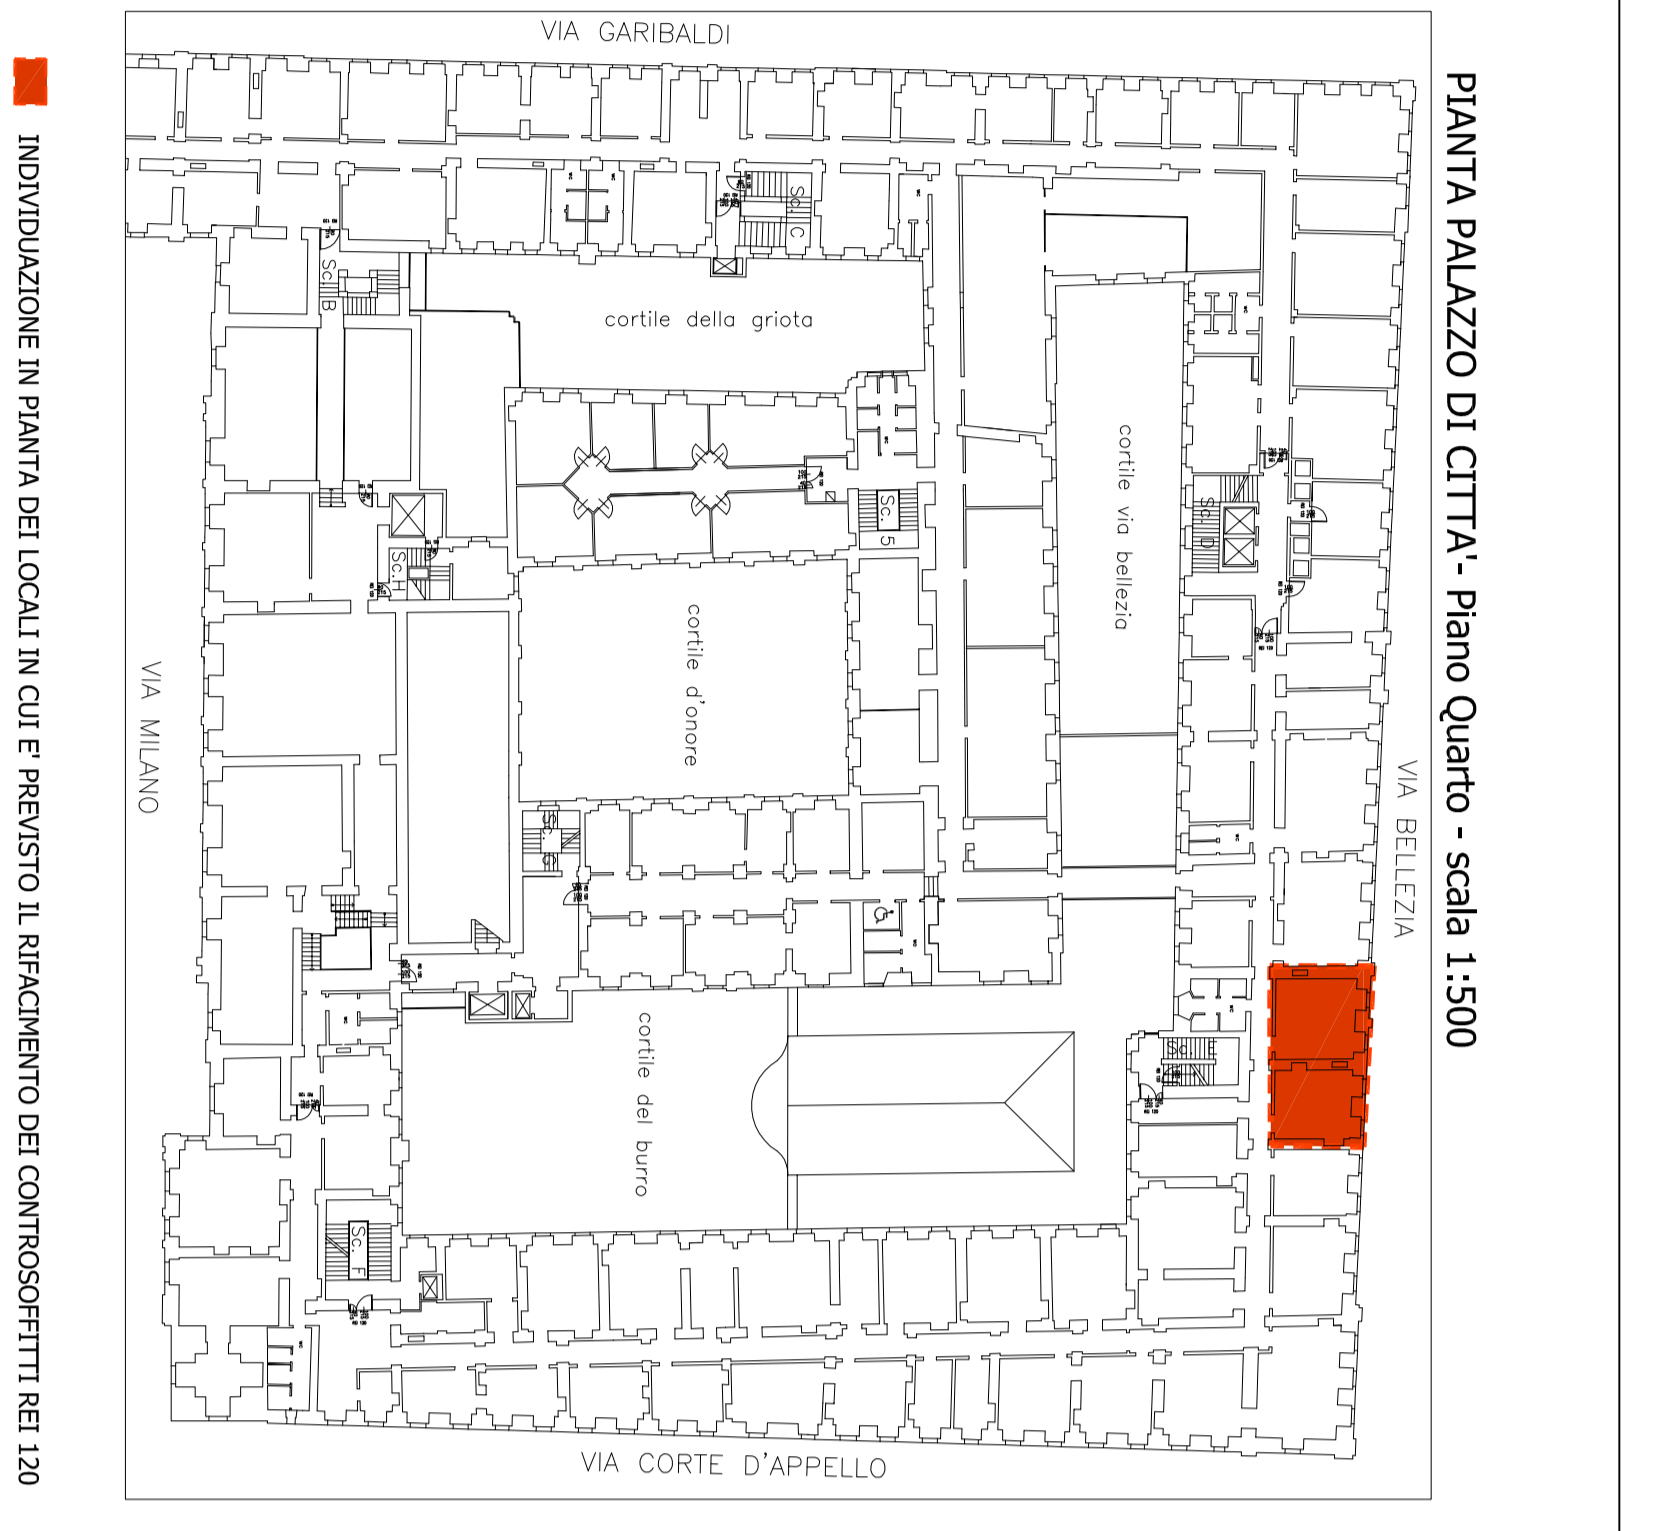 PIANTA PALAZZO DI CITTA'- Piano Quarto - scala 1:500
VIA GARIBALDI
Sc. C
Sc. B
cortile della griota
cortile via bellezia
Sc. 5
Sc. D
Sc. H
cortile d'onore
VIA MILANO
VIA BELLEZIA
Sc. G
cortile del burro
Sc. E
Sc. F
VIA CORTE D'APPELLO
INDIVIDUAZIONE IN PIANTA DEI LOCALI IN CUI E' PREVISTO IL RIFACIMENTO DEI CONTROSOFFITTI REI 120